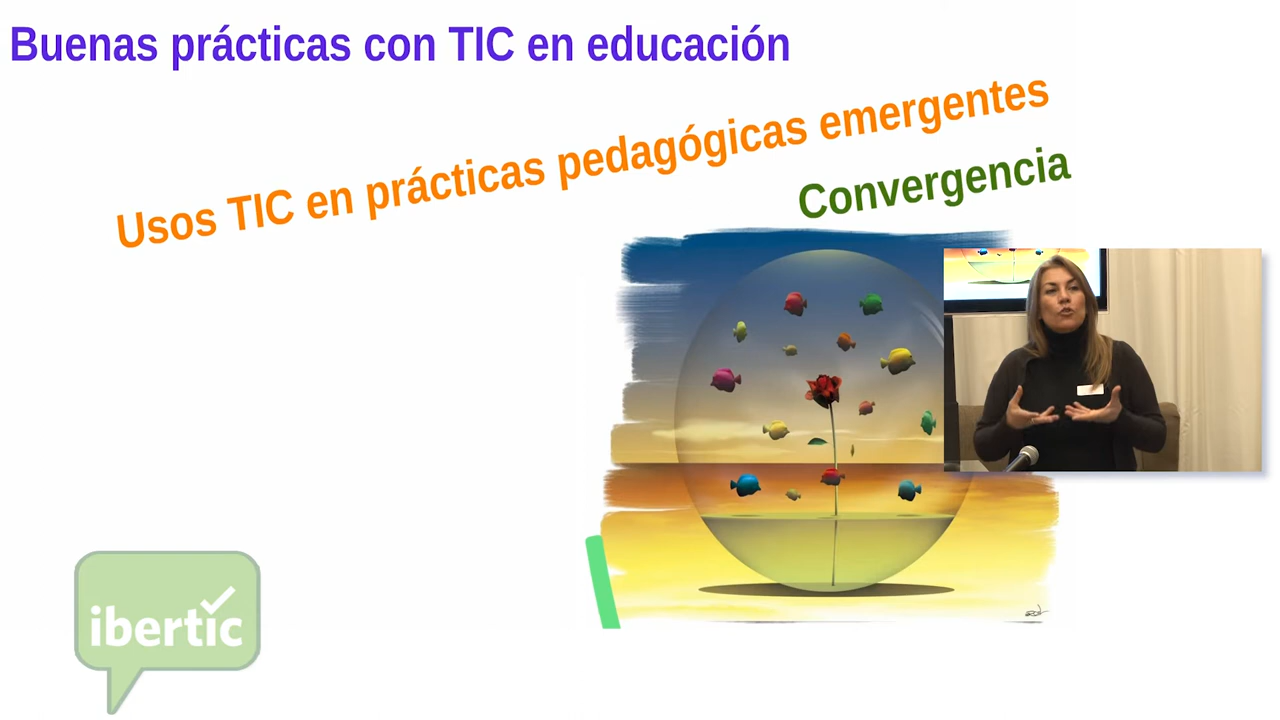 Buenas prácticas con TIC en educación
Usos TIC en prácticas pedagógicas emergentes
Convergencia
ibertic